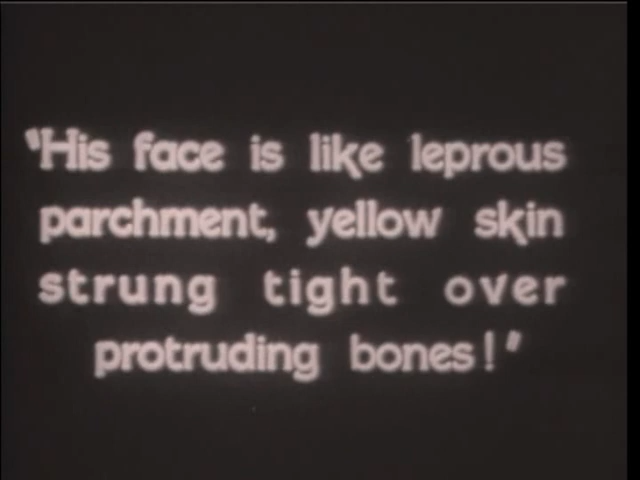 "His face is like leprous
parchment, yellow skin
strung tight over
protruding bones!"